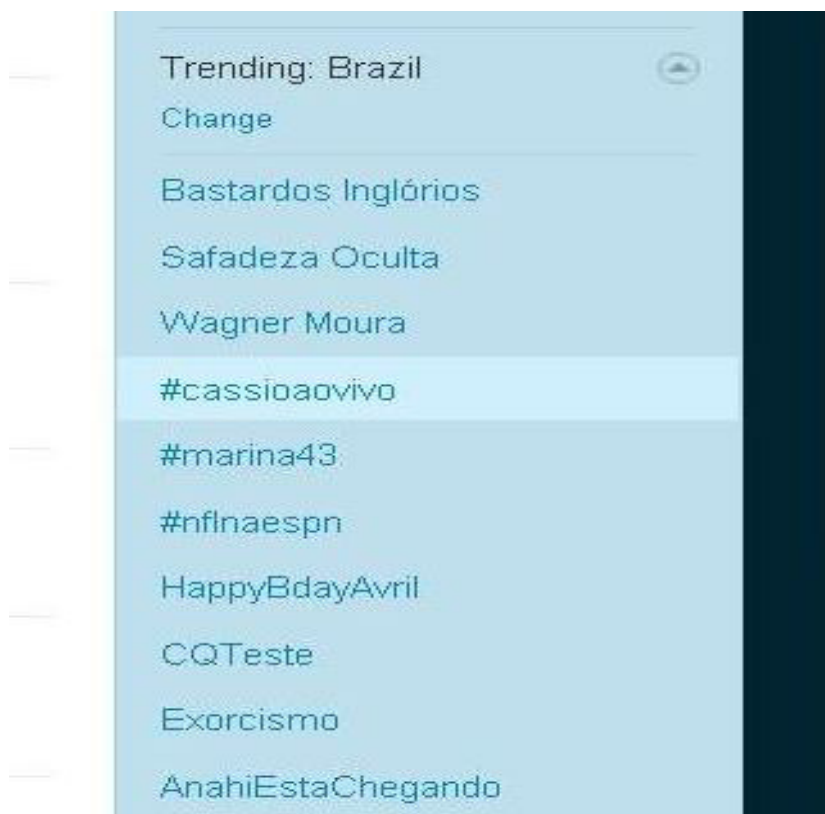 Trending: Brazil
Change
Bastardos Inglórios
Safadeza Oculta
Wagner Moura
#cassioaovivo
#marina43
#nflnaespn
HappyBdayAvril
CQTeste
Exorcismo
AnahiEstaChegando